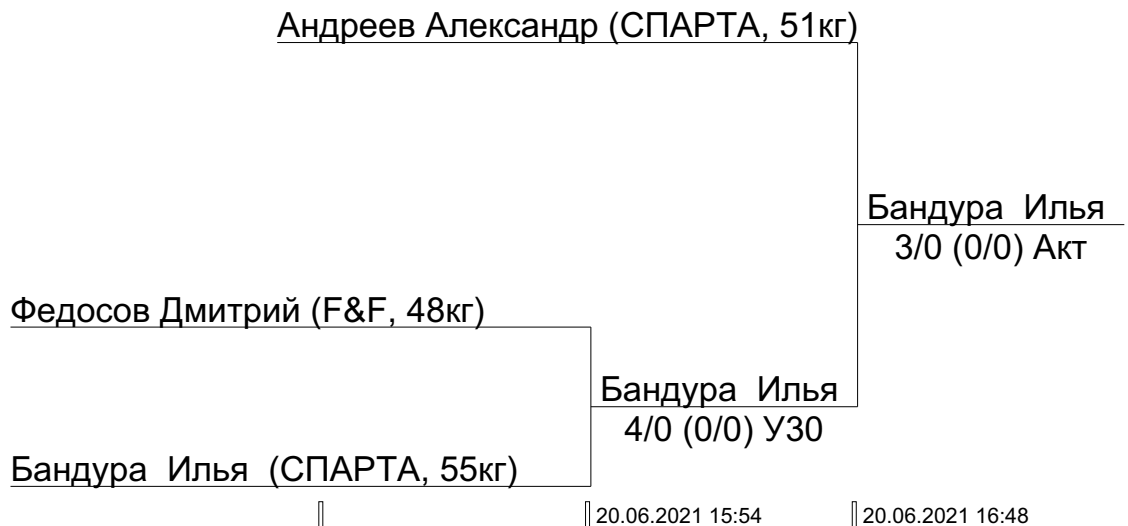 Андреев Александр (СПАРТА, 51кг)
Бандура Илья
3/0 (0/0) Акт
Федосов Дмитрий (F&F, 48кг)
Бандура Илья
4/0 (0/0) У30
Бандура Илья (СПАРТА, 55кг)
20.06.2021 15:54
20.06.2021 16:48